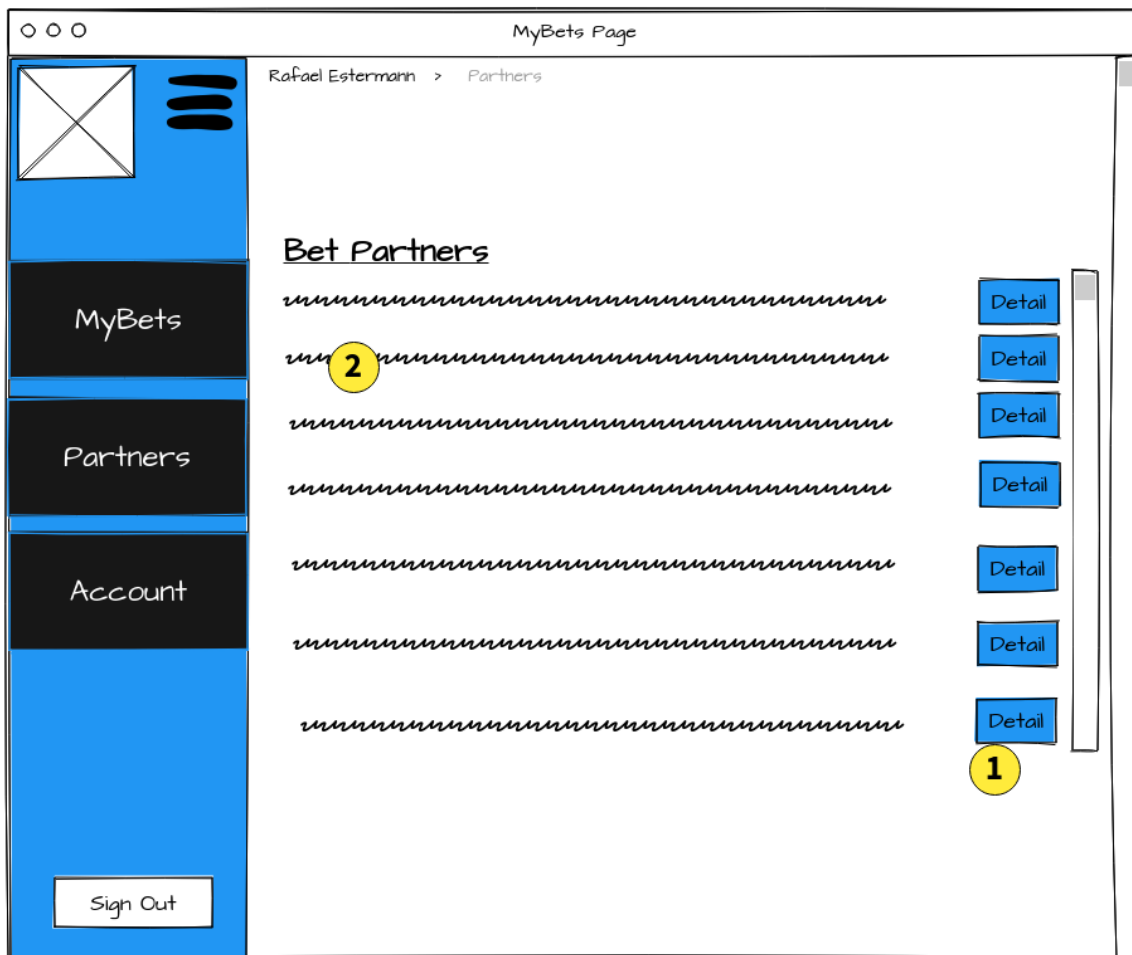 MyBets Page
Rafael Estermann > Partners
Bet Partners
Detail
MyBets
2
Detail
Detail
Partners
Detail
Detail
Account
Detail
Detail
1
Sign Out